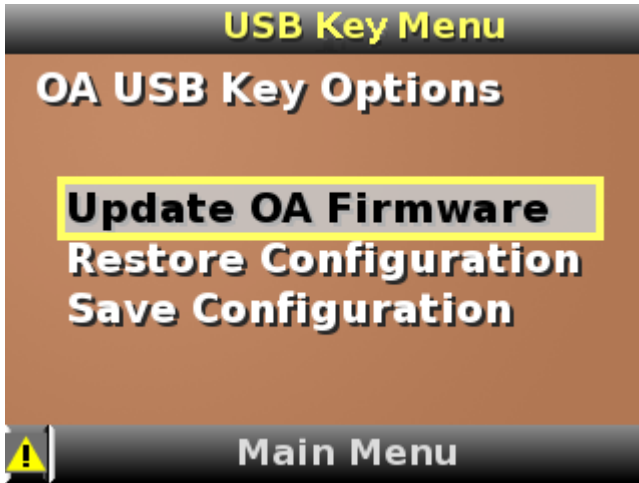 USB Key Menu
OA USB Key Options
Update OA Firmware
Restore Configuration
Save Configuration
Main Menu